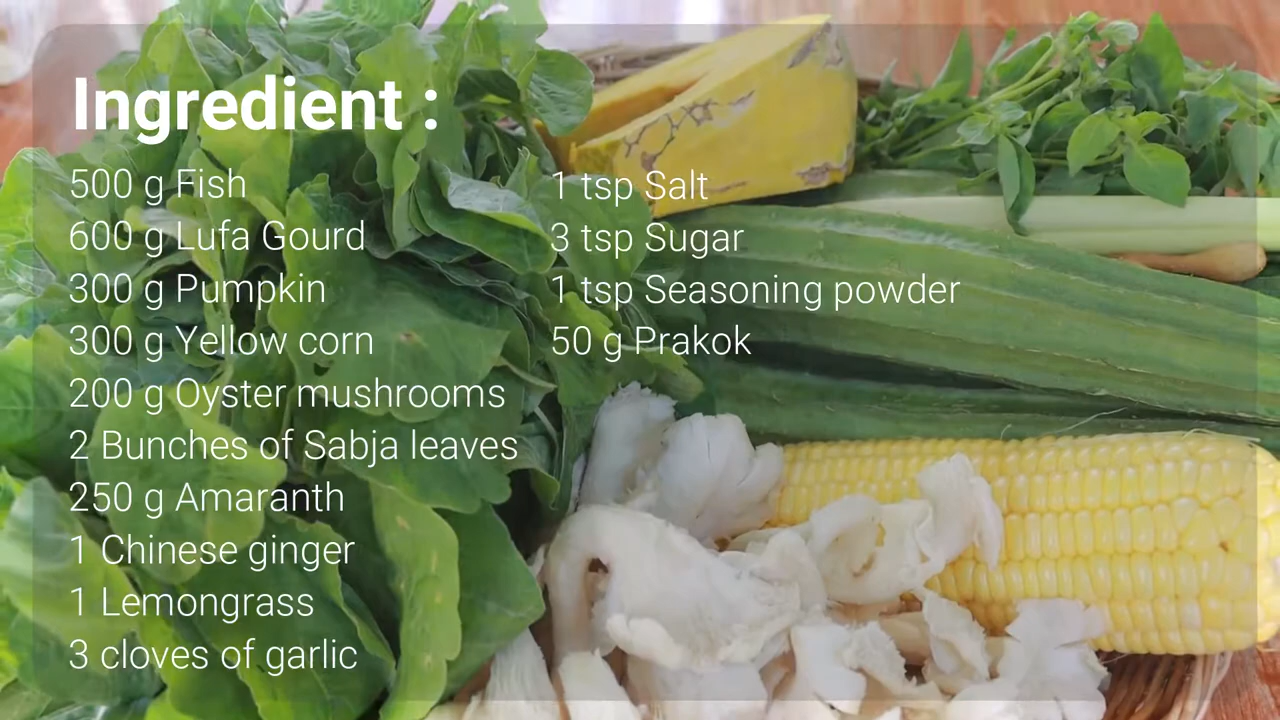 Ingredient :
500 g Fish
600 g Lufa Gourd
300 g Pumpkin
300 g Yellow corn
200 g Oyster mushrooms
2 Bunches of Sabja leaves
250 g Amaranth
1 Chinese ginger
1 Lemongrass
3 cloves of garlic
1 tsp Salt
3 tsp Sugar
1 tsp Seasoning powder
50 g Prakok